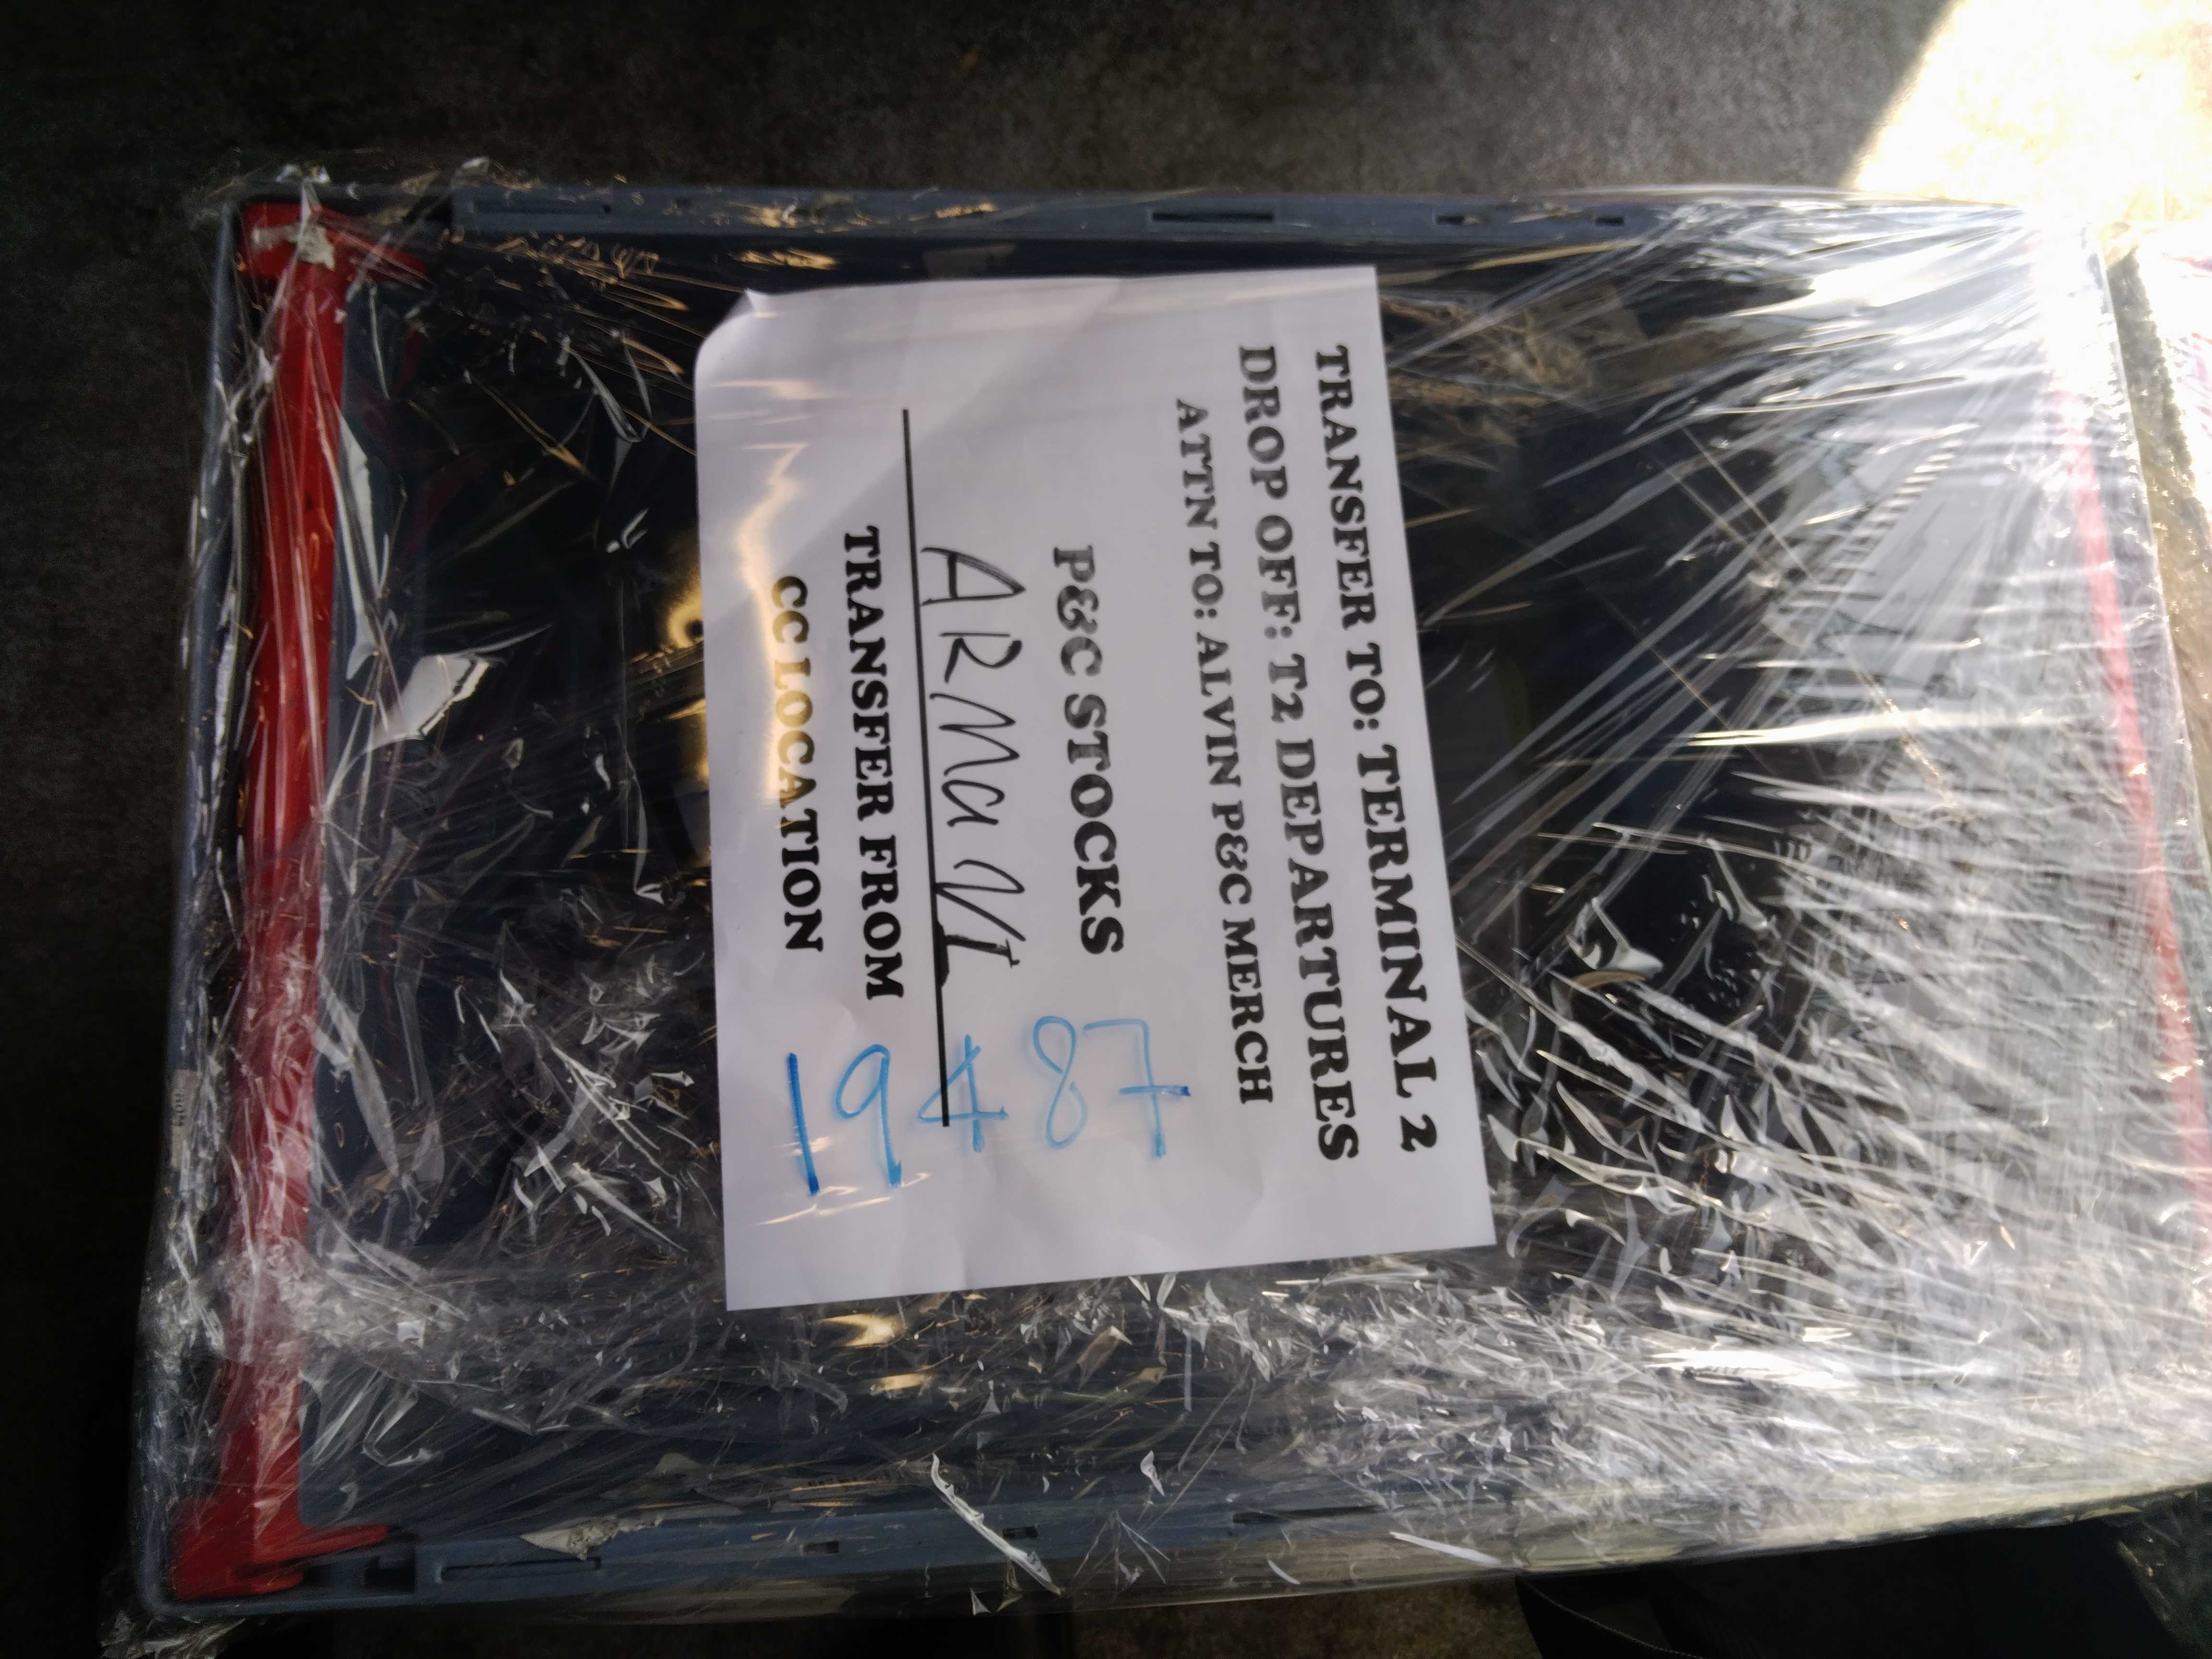 TRANSFER TO: TERMINAL 2
DROP OFF: T2 DEPARTURES
ATTN TO: ALVIN P&C MERCH
P&C STOCKS
ARMANI
TRANSFER FROM
CC LOCATION
19487